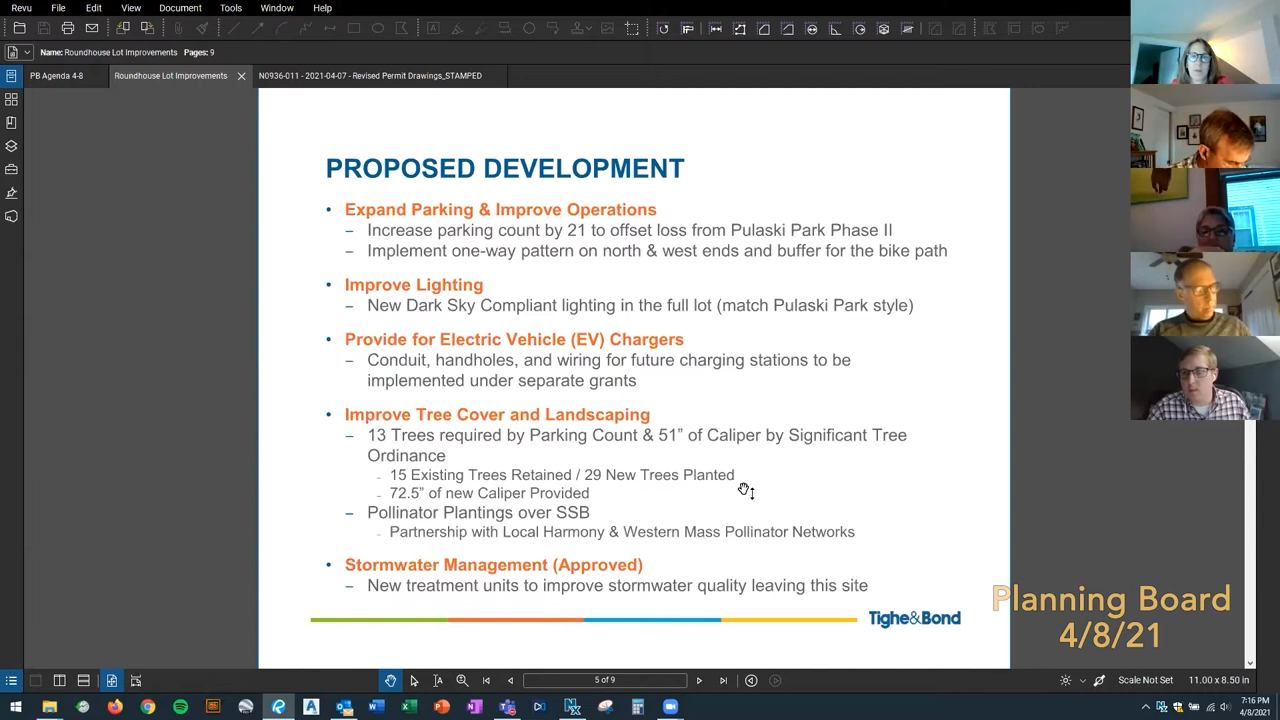 Revu File Edit View Document Tools Window Help
Name: Roundhouse Lot Improvements Pages: 9
PB Agenda 4-8
Roundhouse Lot Improvements
N0936-011 - 2021-04-07 - Revised Permit Drawings_STAMPED
PROPOSED DEVELOPMENT
• Expand Parking & Improve Operations
– Increase parking count by 21 to offset loss from Pulaski Park Phase II
– Implement one-way pattern on north & west ends and buffer for the bike path
• Improve Lighting
– New Dark Sky Compliant lighting in the full lot (match Pulaski Park style)
• Provide for Electric Vehicle (EV) Chargers
– Conduit, handholes, and wiring for future charging stations to be
implemented under separate grants
• Improve Tree Cover and Landscaping
– 13 Trees required by Parking Count & 51” of Caliper by Significant Tree
Ordinance
- 15 Existing Trees Retained / 29 New Trees Planted
- 72.5” of new Caliper Provided
– Pollinator Plantings over SSB
- Partnership with Local Harmony & Western Mass Pollinator Networks
• Stormwater Management (Approved)
– New treatment units to improve stormwater quality leaving this site
Tighe&Bond
Planning Board
4/8/21
5 of 9
Scale Not Set
11.00 x 8.50 in
7:16 PM
4/8/2021